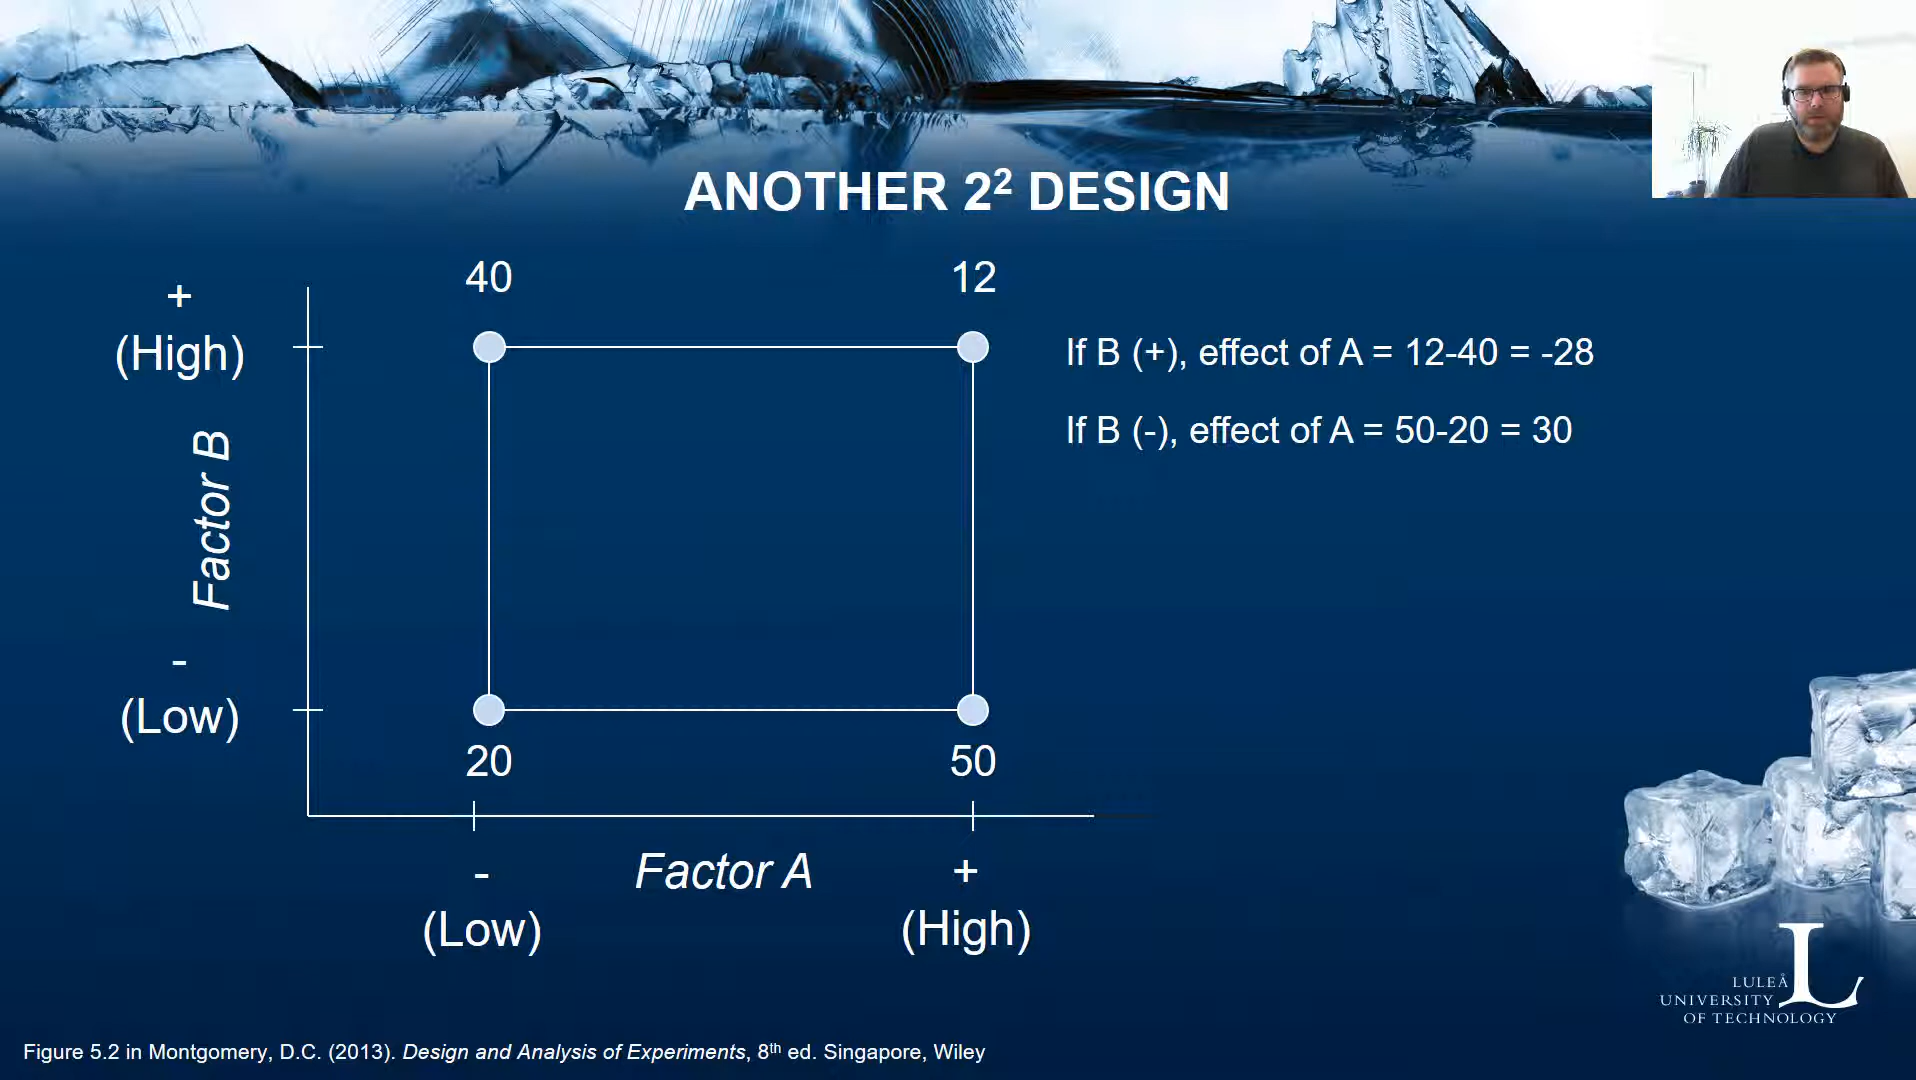 ANOTHER 2² DESIGN
40
12
+
(High)
If B (+), effect of A = 12-40 = -28
If B (-), effect of A = 50-20 = 30
Factor B
-
(Low)
20
50
-
Factor A
+
(Low)
(High)
LULEÅ
UNIVERSITY
OF TECHNOLOGY
L
Figure 5.2 in Montgomery, D.C. (2013). Design and Analysis of Experiments, 8th ed. Singapore, Wiley